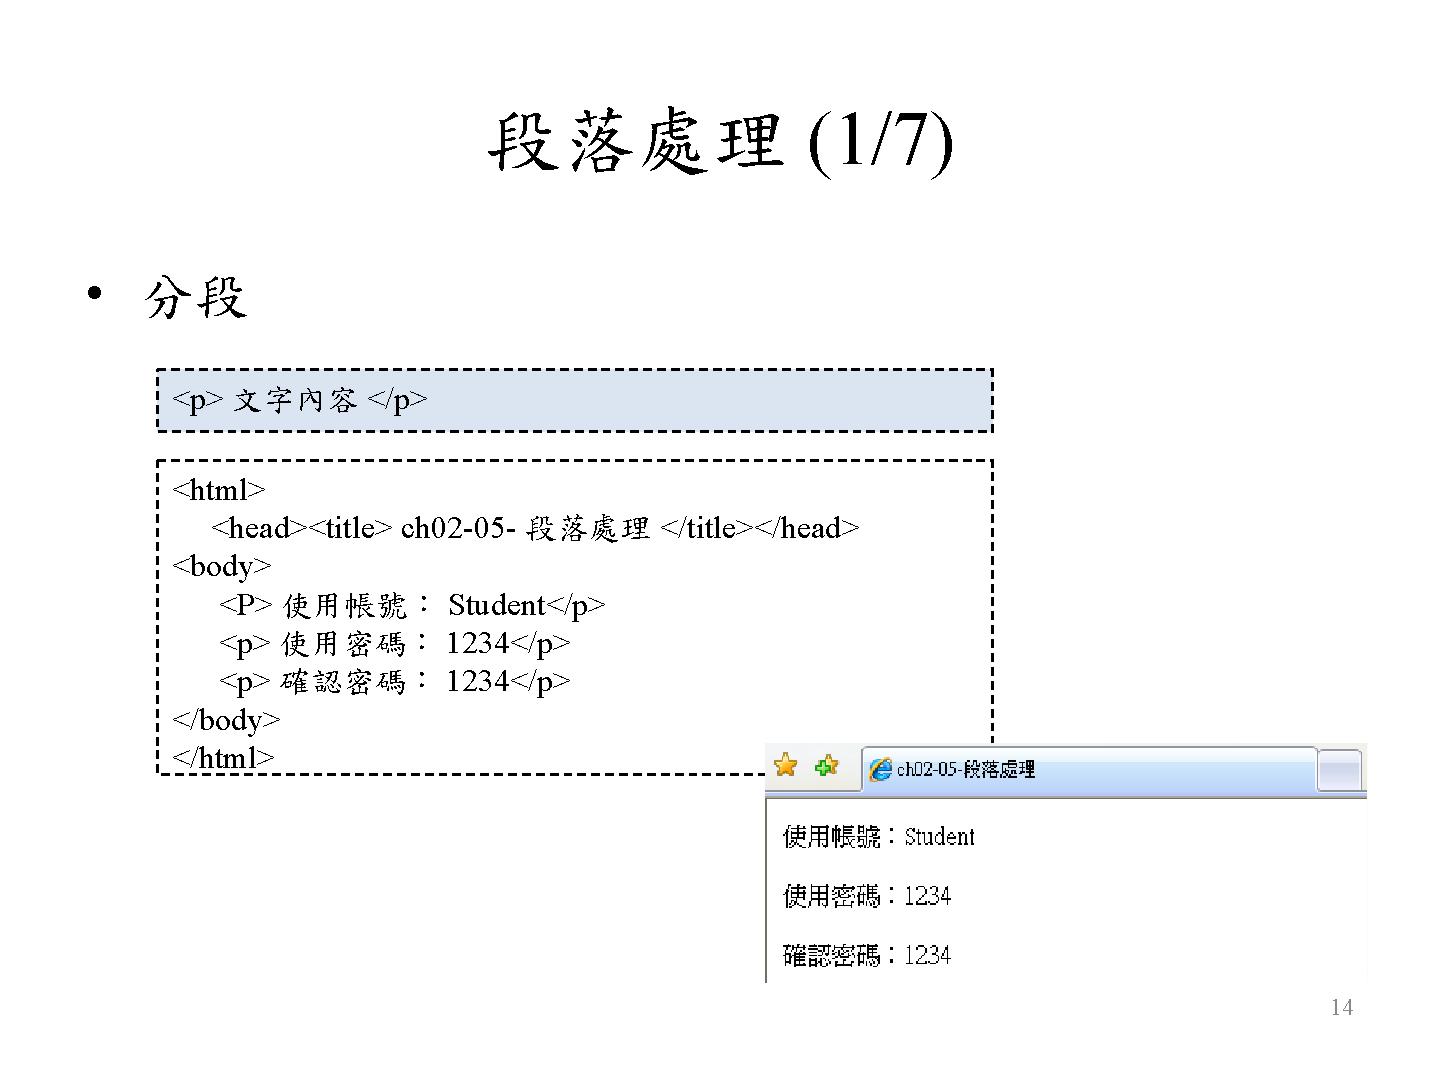 段落處理 (1/7)
• 分段
<p> 文字內容 </p>
<html>
<head><title> ch02-05- 段落處理 </title></head>
<body>
<P> 使用帳號： Student</p>
<p> 使用密碼： 1234</p>
<p> 確認密碼： 1234</p>
</body>
</html>
ch02-05-段落處理
使用帳號：Student
使用密碼：1234
確認密碼：1234
14